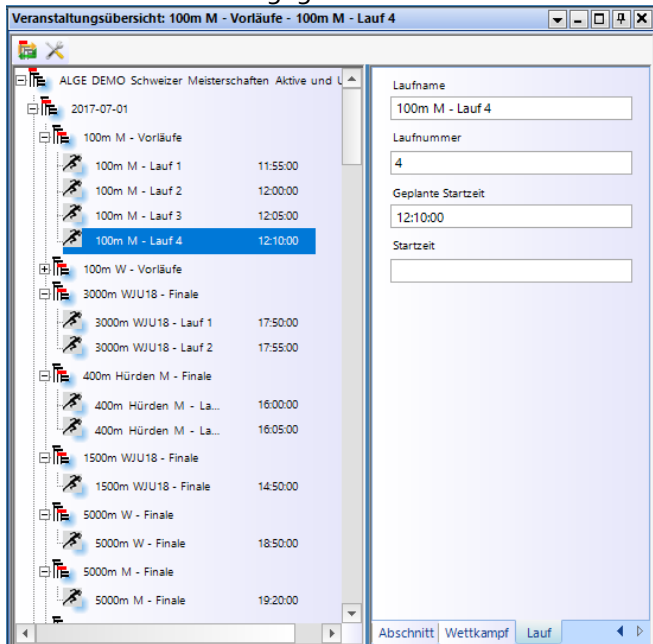 Veranstaltungsübersicht: 100m M - Vorläufe - 100m M - Lauf 4
ALGE DEMO Schweizer Meisterschaften Aktive und U
2017-07-01
100m M - Vorläufe
100m M - Lauf 1 11:55:00
100m M - Lauf 2 12:00:00
100m M - Lauf 3 12:05:00
100m M - Lauf 4 12:10:00
100m W - Vorläufe
3000m WJU18 - Finale
3000m WJU18 - Lauf 1 17:50:00
3000m WJU18 - Lauf 2 17:55:00
400m Hürden M - Finale
400m Hürden M - La... 16:00:00
400m Hürden M - La... 16:05:00
1500m WJU18 - Finale
1500m WJU18 - Finale 14:50:00
5000m W - Finale
5000m W - Finale 18:50:00
5000m M - Finale
5000m M - Finale 19:20:00
Laufname
100m M - Lauf 4
Laufnummer
4
Geplante Startzeit
12:10:00
Startzeit
Abschnitt Wettkampf Lauf